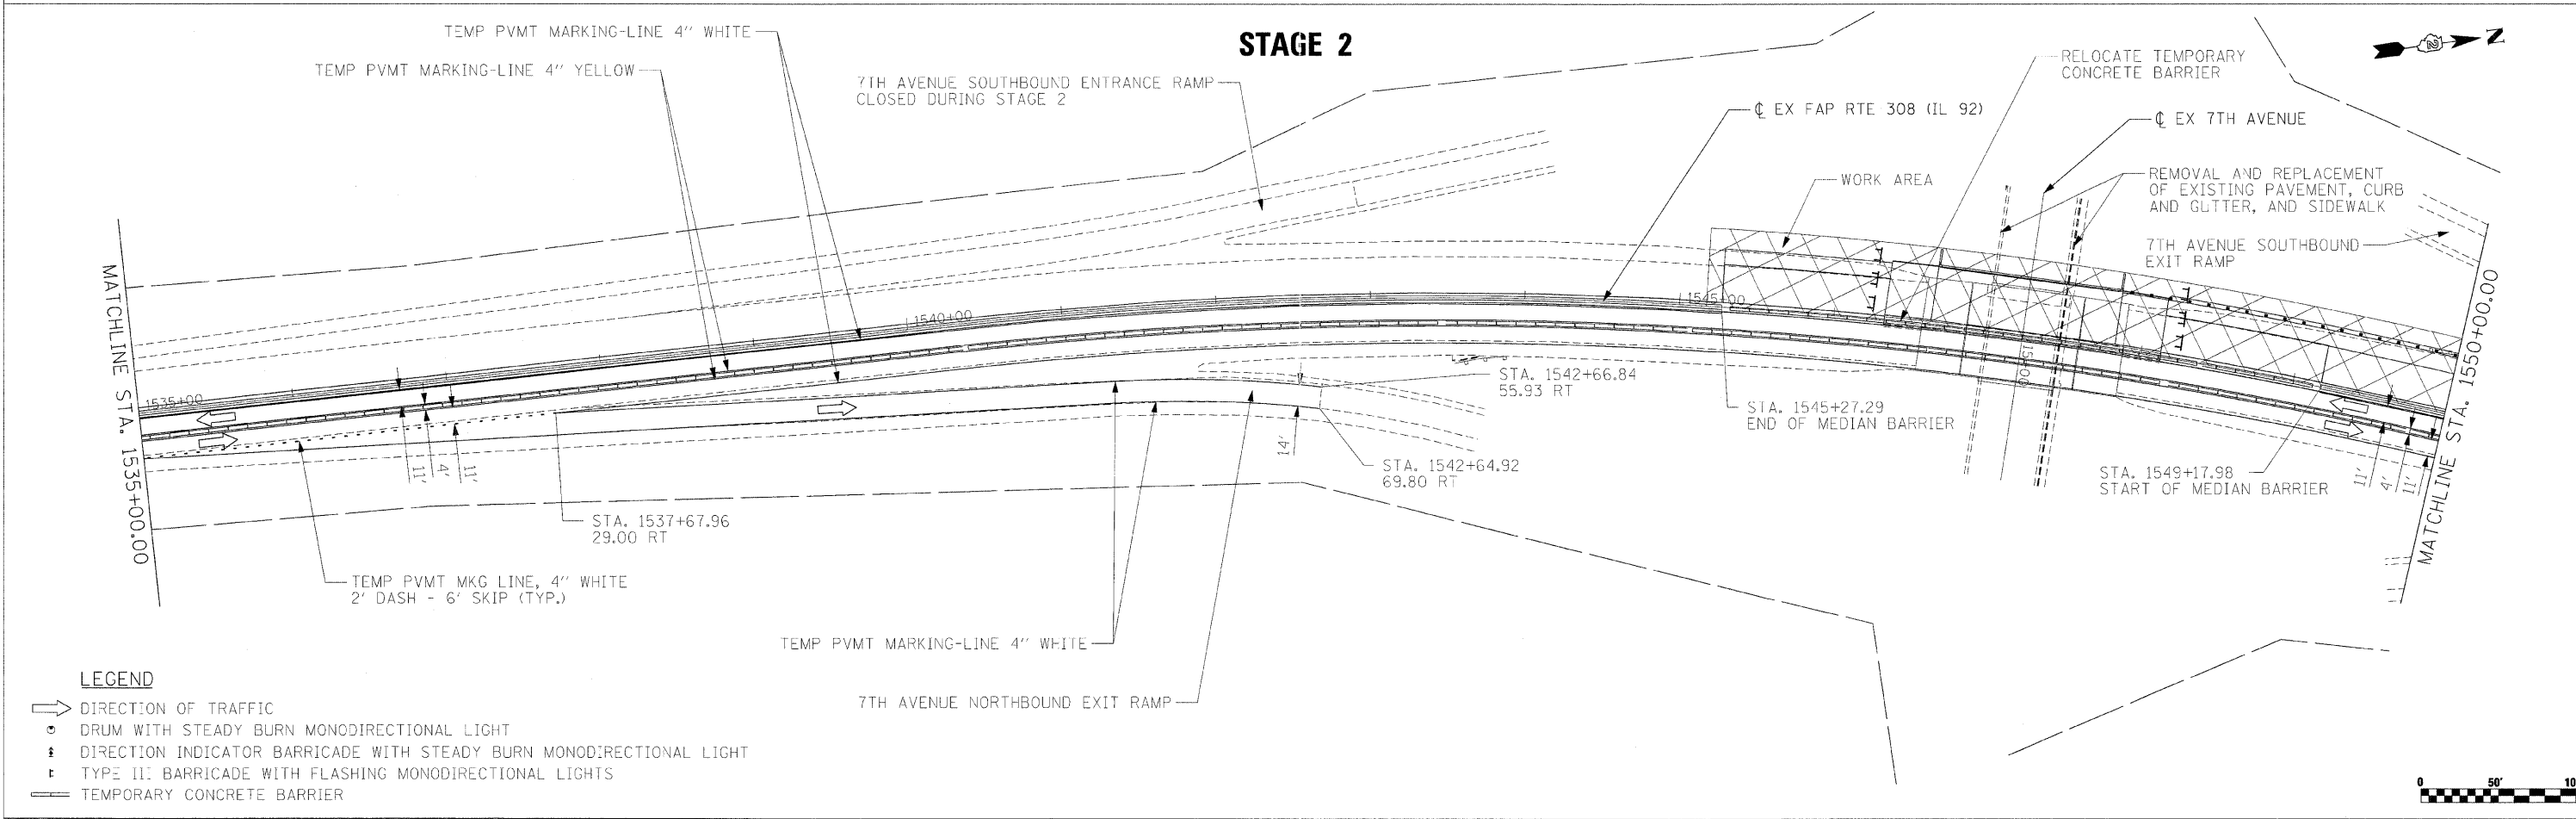 STAGE 2
TEMP PVMT MARKING-LINE 4" WHITE
TEMP PVMT MARKING-LINE 4" YELLOW
7TH AVENUE SOUTHBOUND ENTRANCE RAMP
CLOSED DURING STAGE 2
RELOCATE TEMPORARY
CONCRETE BARRIER
N
℄ EX FAP RTE 308 (IL 92)
℄ EX 7TH AVENUE
WORK AREA
REMOVAL AND REPLACEMENT
OF EXISTING PAVEMENT, CURB
AND GUTTER, AND SIDEWALK
7TH AVENUE SOUTHBOUND
EXIT RAMP
MATCHLINE STA. 1535+00.00
1535+00
1540+00
1545+00
MATCHLINE STA. 1550+00.00
11'
4'
11'
STA. 1542+66.84
55.93 RT
STA. 1545+27.29
END OF MEDIAN BARRIER
14'
STA. 1542+64.92
69.80 RT
STA. 1549+17.98
START OF MEDIAN BARRIER
11'
4'
11'
STA. 1537+67.96
29.00 RT
TEMP PVMT MKG LINE, 4" WHITE
2' DASH - 6' SKIP (TYP.)
TEMP PVMT MARKING-LINE 4" WHITE
7TH AVENUE NORTHBOUND EXIT RAMP
LEGEND
DIRECTION OF TRAFFIC
DRUM WITH STEADY BURN MONODIRECTIONAL LIGHT
DIRECTION INDICATOR BARRICADE WITH STEADY BURN MONODIRECTIONAL LIGHT
TYPE III BARRICADE WITH FLASHING MONODIRECTIONAL LIGHTS
TEMPORARY CONCRETE BARRIER
0 50' 10